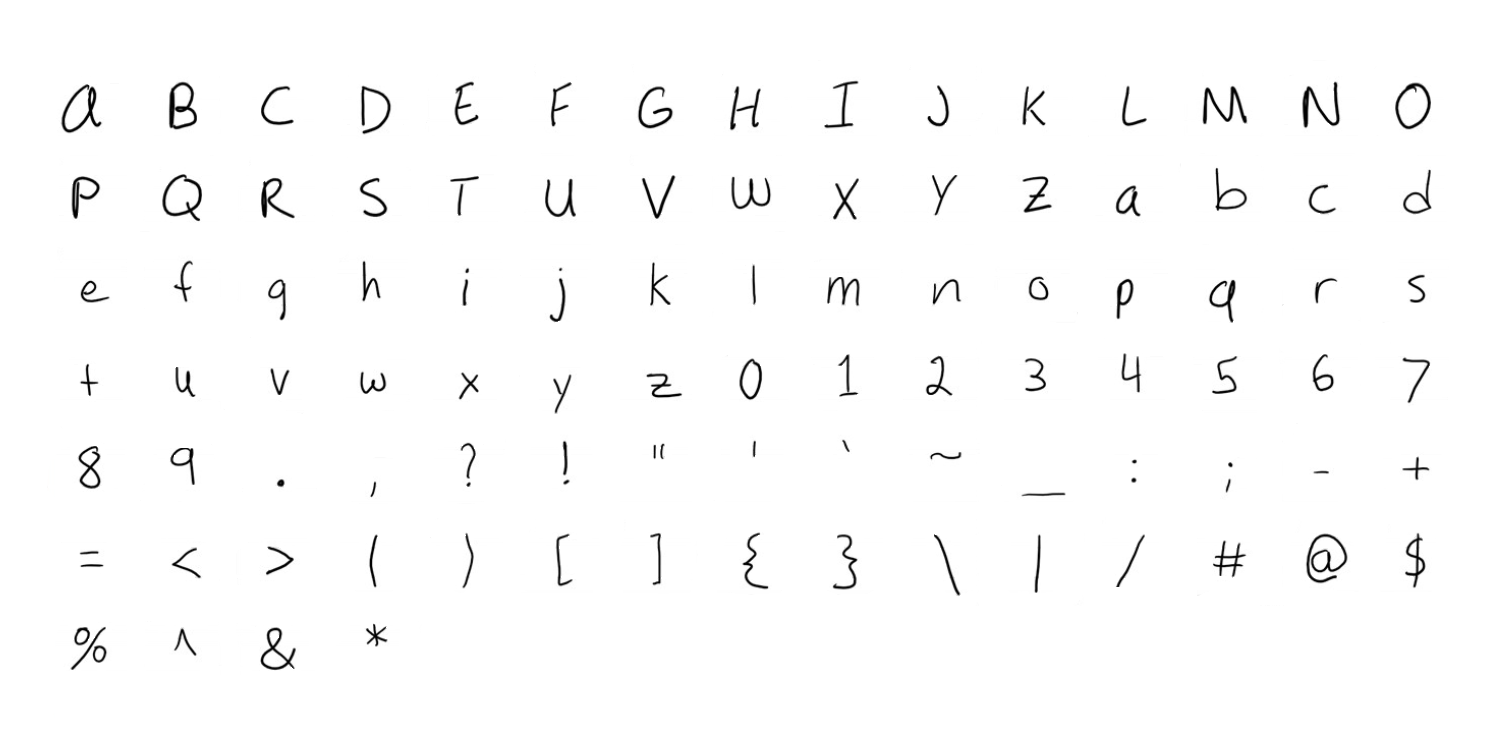 a B C D E F G H I J K L M N O
P Q R S T U V W X Y Z a b c d
e f g h i j k l m n o p q r s
t u v w x y z 0 1 2 3 4 5 6 7
8 9 . , ? ! " ' ` ~ _ : ; - +
= < > ( ) [ ] { } \ | / # @ $
% ^ & *